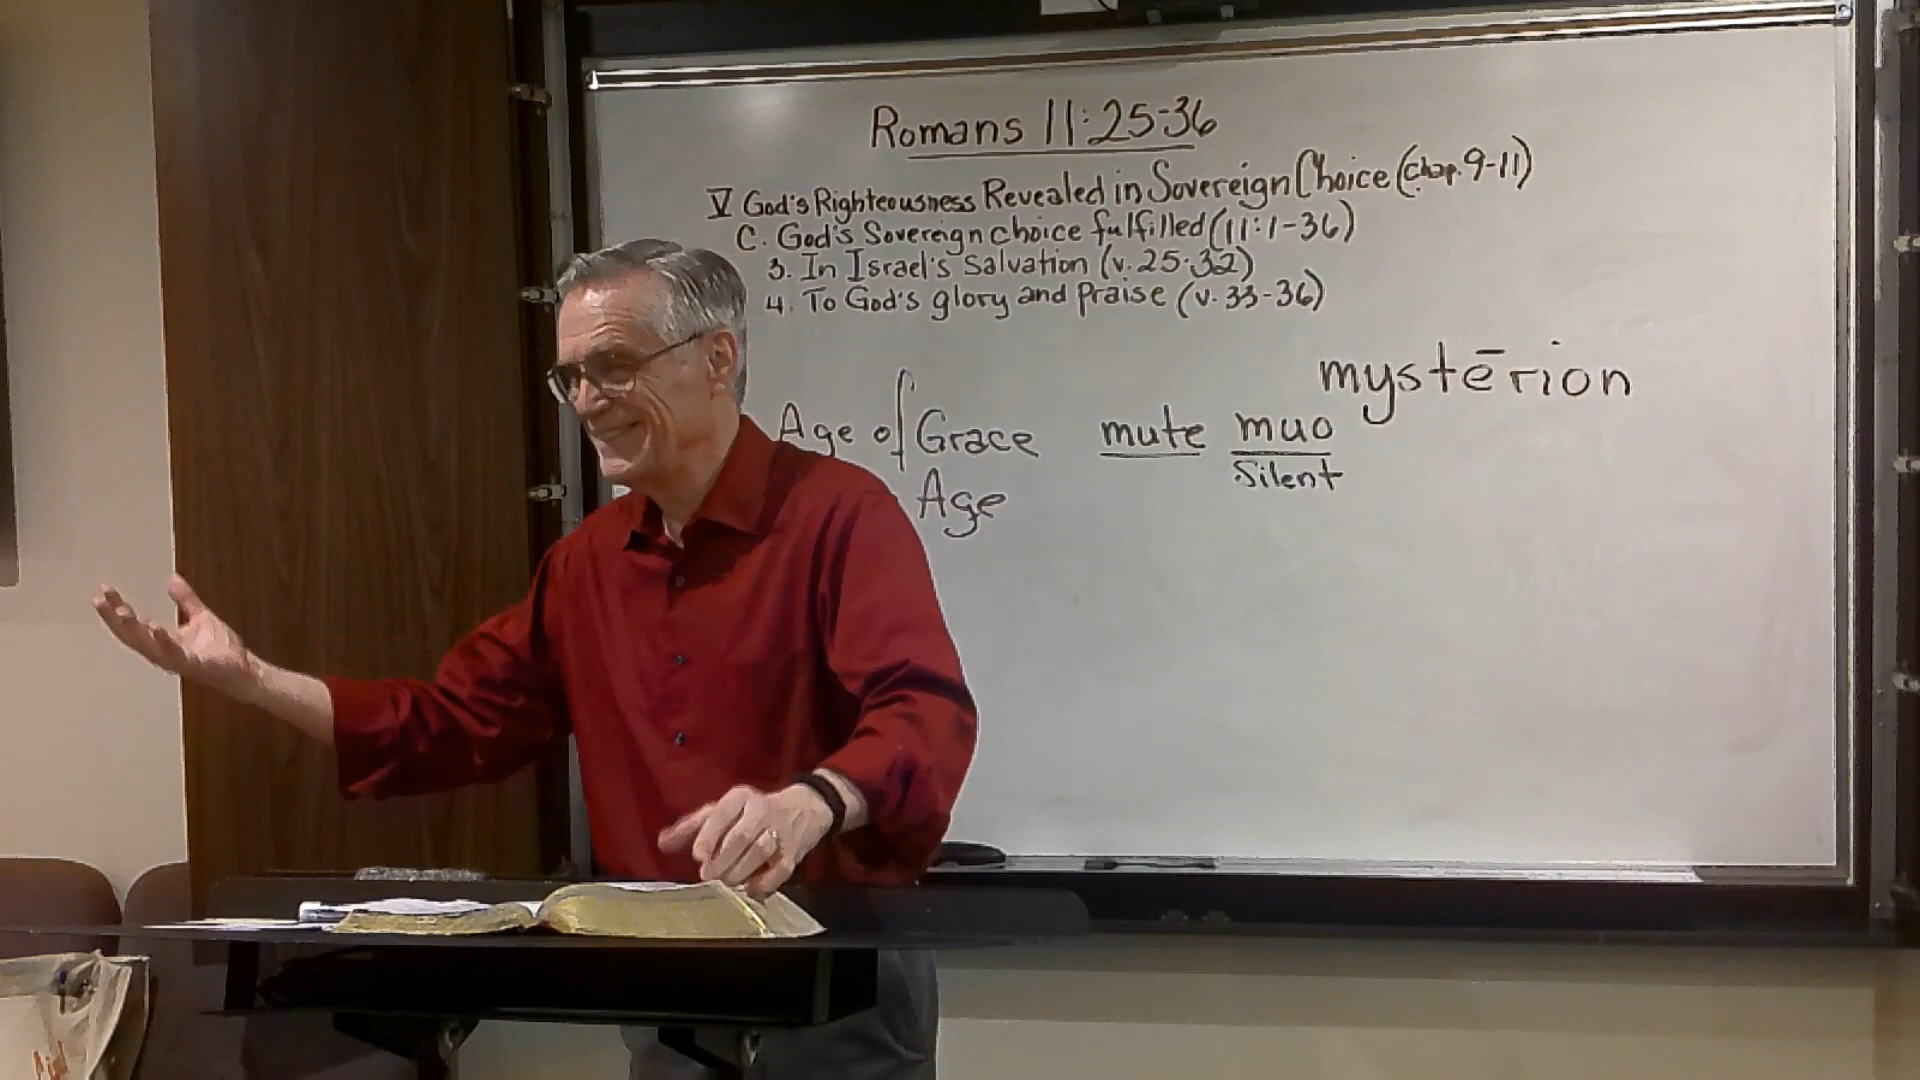 Romans 11:25-36
V God's Righteousness Revealed in Sovereign Choice (Chap. 9-11)
C. God's Sovereign choice fulfilled (11:1-36)
3. In Israel's Salvation (v. 25-32)
4. To God's glory and Praise (v. 33-36)
mystērion
Age of Grace mute muo
Silent
Age